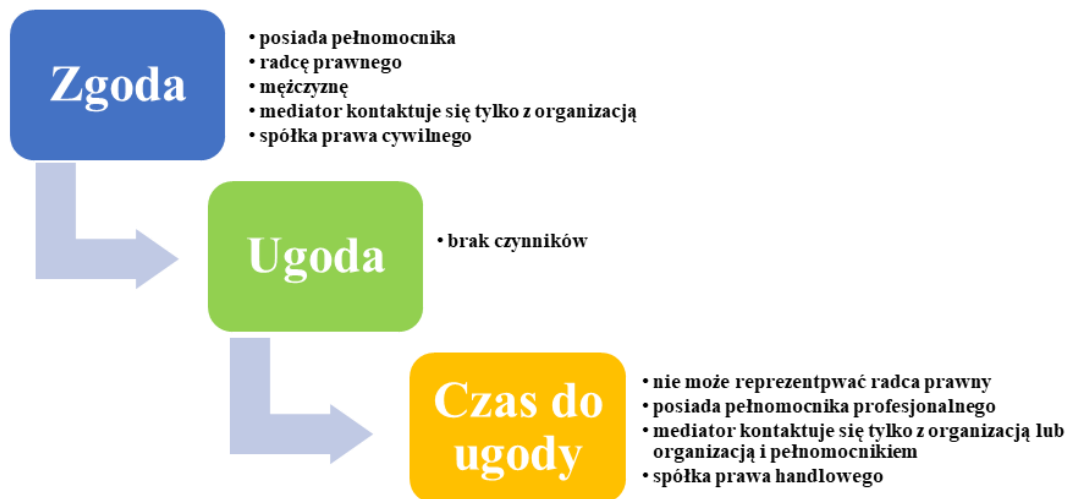 Zgoda
• posiada pełnomocnika
• radcę prawnego
• mężczyznę
• mediator kontaktuje się tylko z organizacją
• spółka prawa cywilnego
Ugoda
• brak czynników
Czas do
ugody
• nie może reprezentpwać radca prawny
• posiada pełnomocnika profesjonalnego
• mediator kontaktuje się tylko z organizacją lub
organizacją i pełnomocnikiem
• spółka prawa handlowego